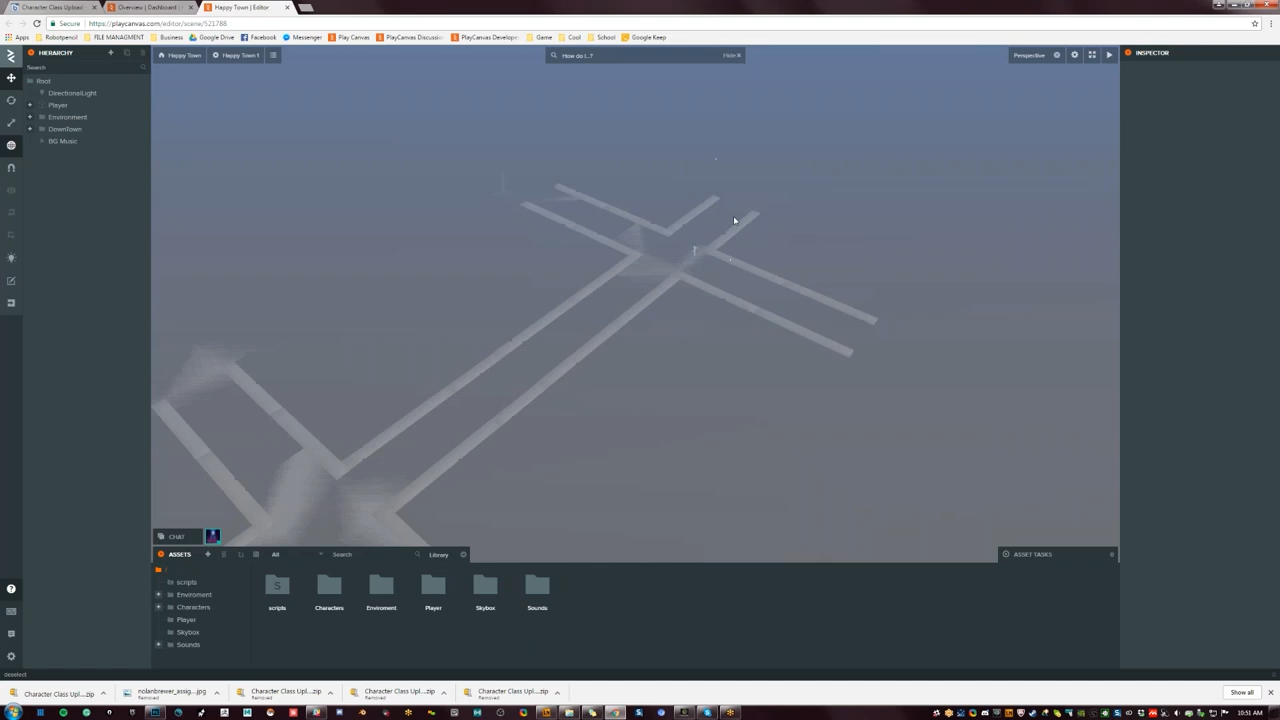 Character Class Upload
Overview | Dashboard |
Happy Town | Editor
Secure
https://playcanvas.com/editor/scene/521788
Apps
Robotpencil
FILE MANAGMENT
Business
Google Drive
Facebook
Messenger
Play Canvas
PlayCanvas Discussio
PlayCanvas Develope
Game
Cool
School
Google Keep
HIERARCHY
Happy Town
Happy Town 1
How do I...?
Hide
Perspective
INSPECTOR
Search
Root
DirectionalLight
Player
Environment
DownTown
BG Music
CHAT
ASSETS
All
Search
Library
ASSET TASKS
0
/
scripts
Enviroment
Characters
Player
Skybox
Sounds
S
scripts
Characters
Enviroment
Player
Skybox
Sounds
deselect
Character Class Upl....zip
nolanbrewer_assig....jpg
Removed
Character Class Upl....zip
Removed
Character Class Upl....zip
Removed
Character Class Upl....zip
Removed
Show all
10:51 AM